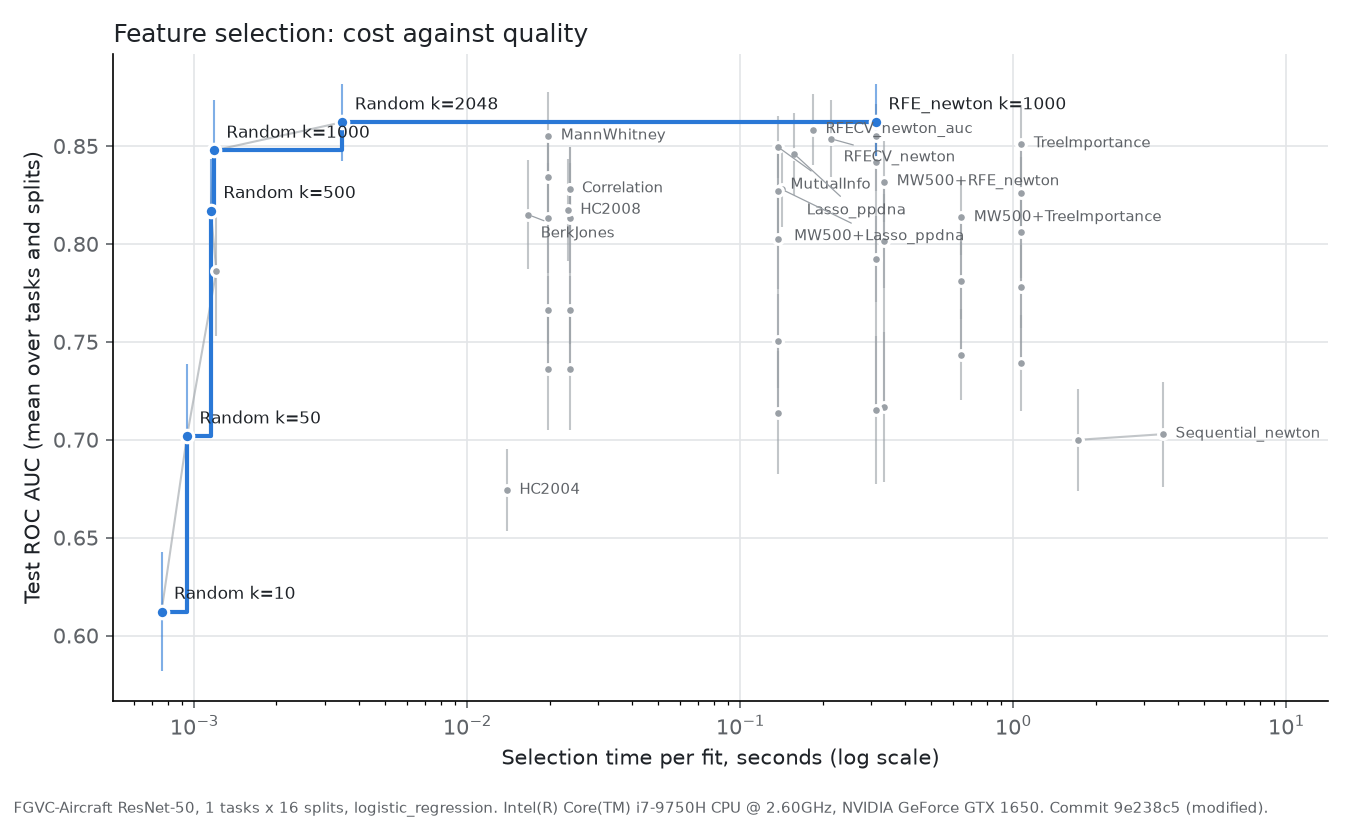 Feature selection: cost against quality
Random k=2048
RFE_newton k=1000
Random k=1000
MannWhitney
RFECV_newton_auc
TreeImportance
RFECV_newton
Random k=500
Correlation
MutualInfo
MW500+RFE_newton
HC2008
Lasso_ppdna
MW500+TreeImportance
BerkJones
MW500+Lasso_ppdna
Random k=50
Sequential_newton
HC2004
Random k=10
0.85
0.80
0.75
0.70
0.65
0.60
Test ROC AUC (mean over tasks and splits)
10⁻³
10⁻²
10⁻¹
10⁰
10¹
Selection time per fit, seconds (log scale)
FGVC-Aircraft ResNet-50, 1 tasks x 16 splits, logistic_regression. Intel(R) Core(TM) i7-9750H CPU @ 2.60GHz, NVIDIA GeForce GTX 1650. Commit 9e238c5 (modified).